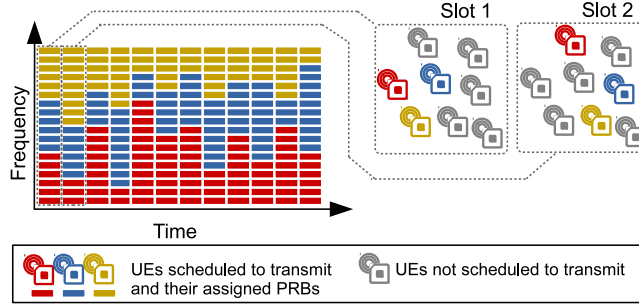 Slot 1
Slot 2
Frequency
Time
UEs scheduled to transmit
and their assigned PRBs
UEs not scheduled to transmit